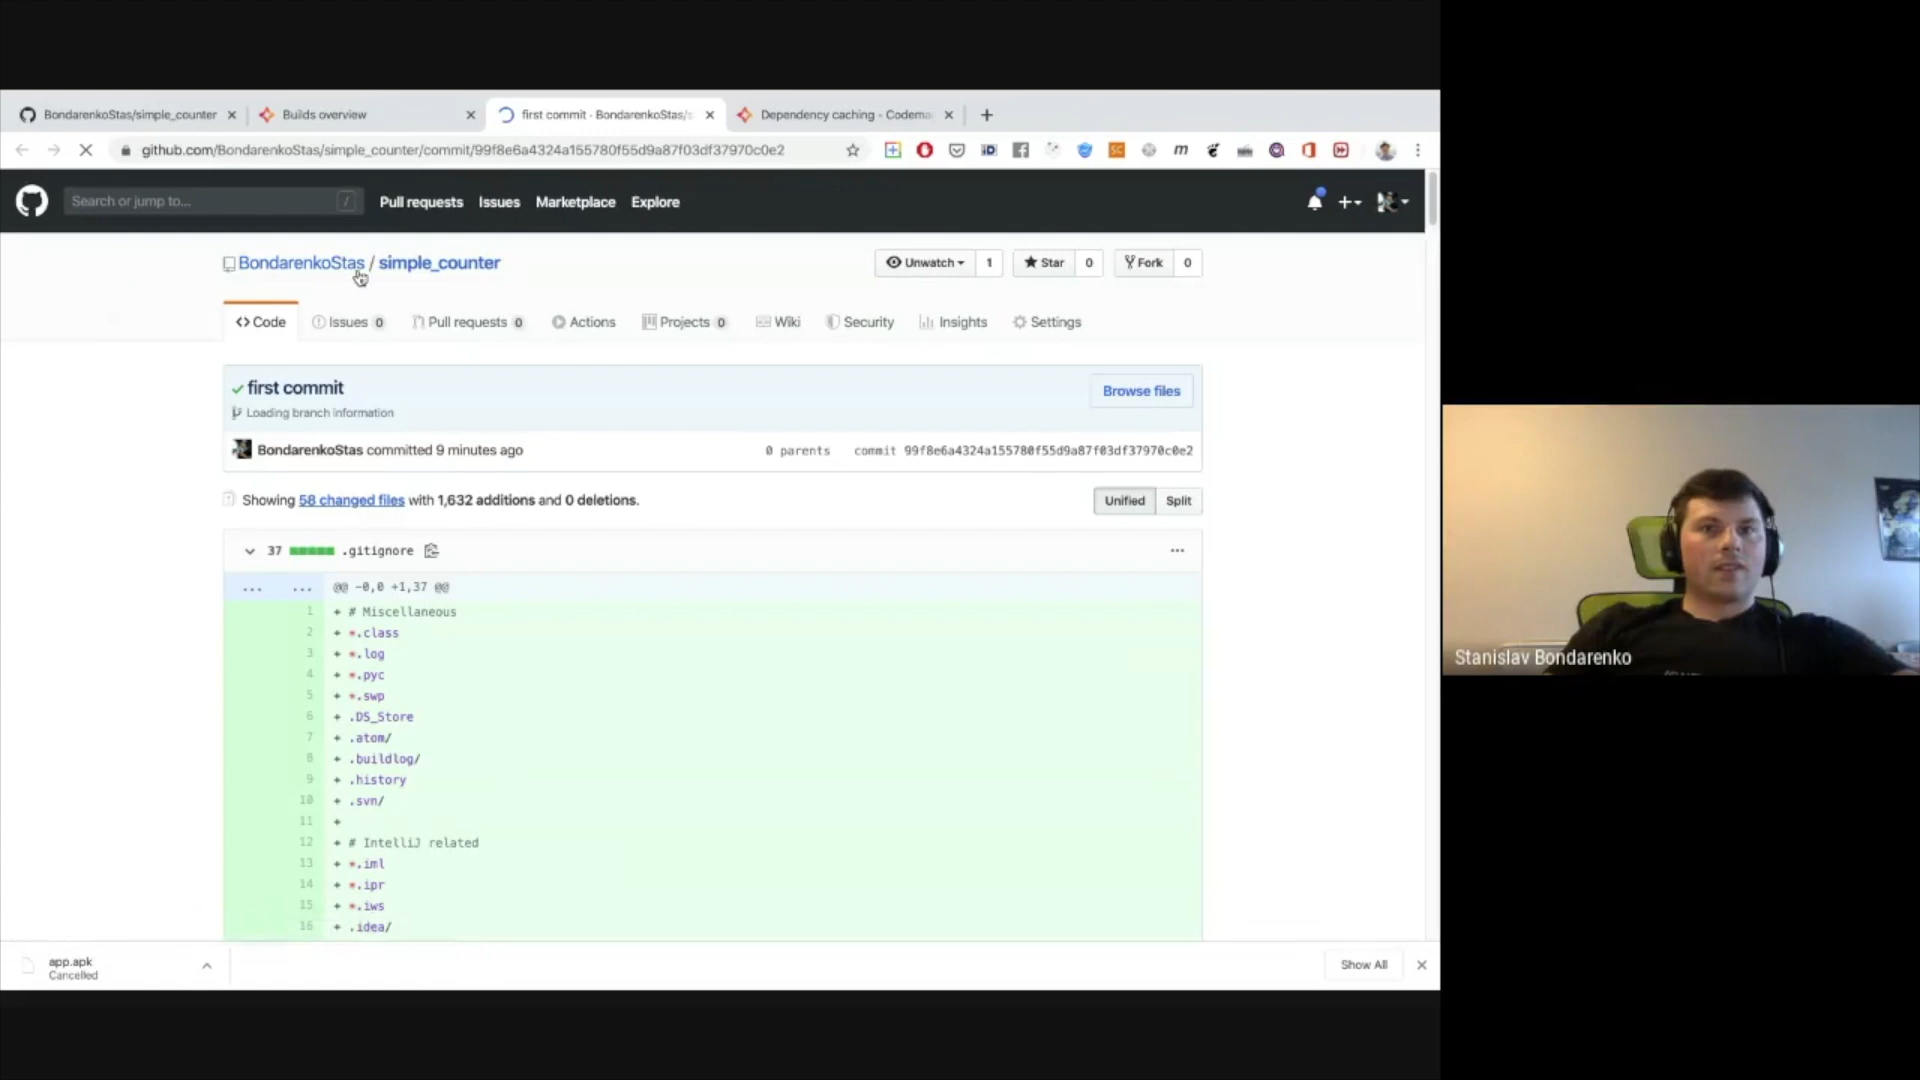 BondarenkoStas/simple_counter
Builds overview
first commit · BondarenkoStas/s
Dependency caching - Codema
github.com/BondarenkoStas/simple_counter/commit/99f8e6a4324a155780f55d9a87f03df37970c0e2
Search or jump to... /
Pull requests Issues Marketplace Explore
BondarenkoStas / simple_counter
Unwatch 1 Star 0 Fork 0
Code Issues 0 Pull requests 0 Actions Projects 0 Wiki Security Insights Settings
first commit
Browse files
Loading branch information
BondarenkoStas committed 9 minutes ago
0 parents commit 99f8e6a4324a155780f55d9a87f03df37970c0e2
Showing 58 changed files with 1,632 additions and 0 deletions.
Unified Split
37 .gitignore
... ... @@ -0,0 +1,37 @@
1 + # Miscellaneous
2 + *.class
3 + *.log
4 + *.pyc
5 + *.swp
6 + .DS_Store
7 + .atom/
8 + .buildlog/
9 + .history
10 + .svn/
11 +
12 + # IntelliJ related
13 + *.iml
14 + *.ipr
15 + *.iws
16 + .idea/
app.apk
Cancelled
Show All
Stanislav Bondarenko